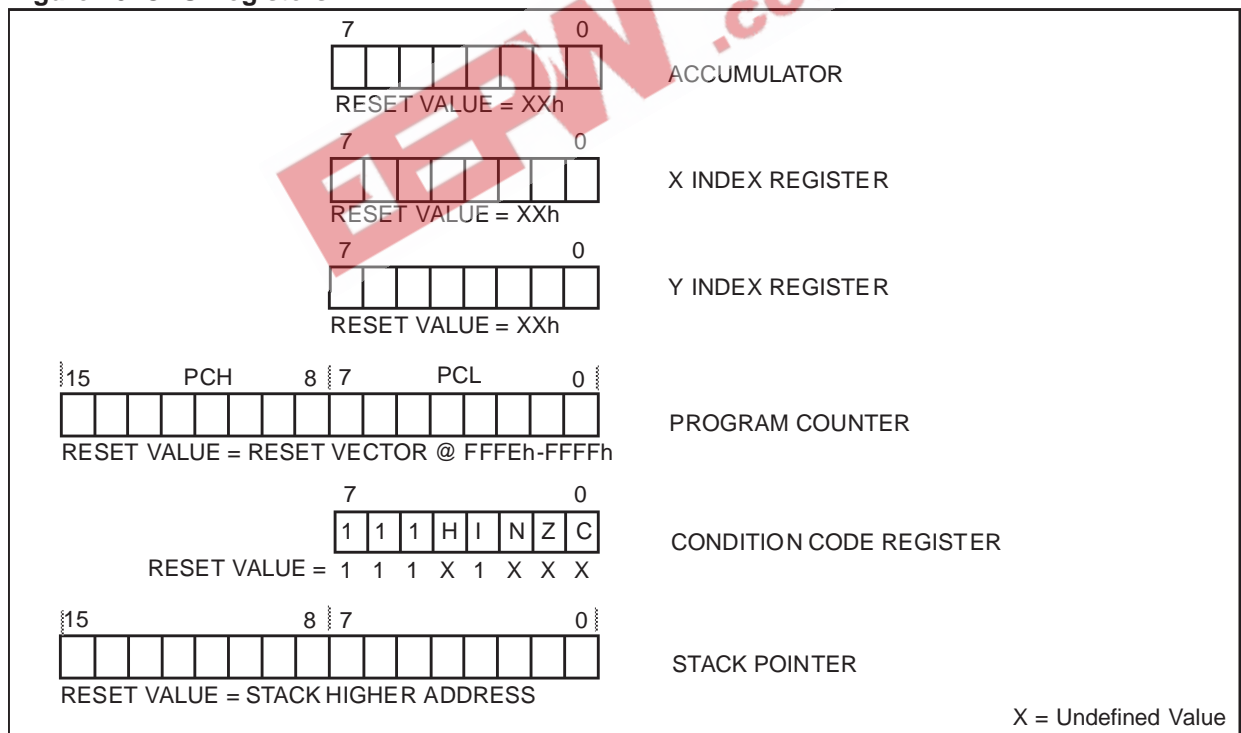 7 0
ACCUMULATOR
RESET VALUE = XXh
7 0
X INDEX REGISTER
RESET VALUE = XXh
7 0
Y INDEX REGISTER
RESET VALUE = XXh
15 PCH 8 7 PCL 0
PROGRAM COUNTER
RESET VALUE = RESET VECTOR @ FFFEh-FFFFh
7 0
1 1 1 H I N Z C
CONDITION CODE REGISTER
RESET VALUE = 1 1 1 X 1 X X X
15 8 7 0
STACK POINTER
RESET VALUE = STACK HIGHER ADDRESS
X = Undefined Value
EEPW .co